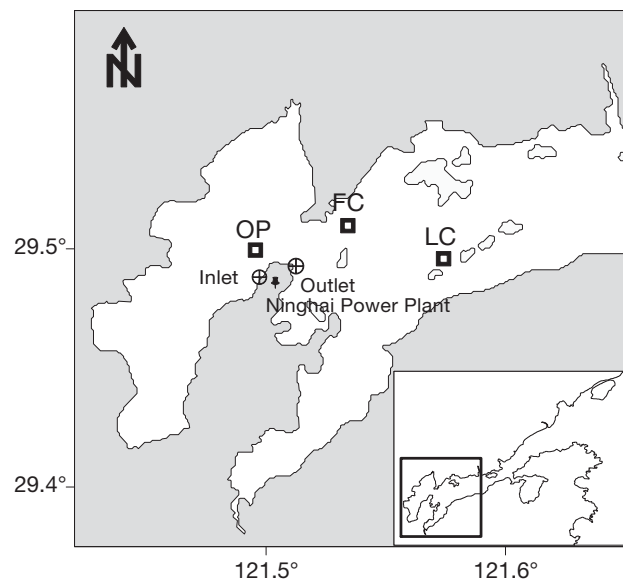 N
FC
OP
LC
29.5°
Inlet
Outlet
Ninghai Power Plant
29.4°
121.5°
121.6°